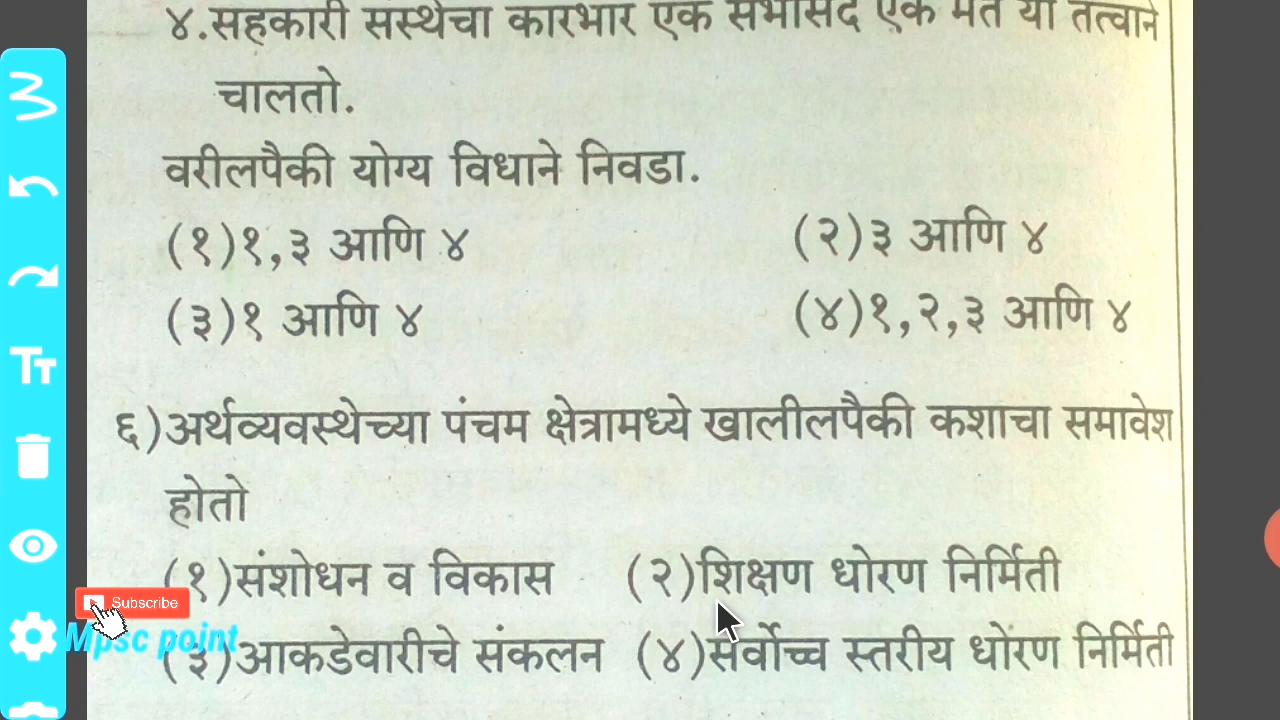 ४.सहकारी संस्थेचा कारभार एक सभासद एक मत या तत्वाने
चालतो.
वरीलपैकी योग्य विधाने निवडा.
(१)१,३ आणि ४ (२)३ आणि ४
(३)१ आणि ४ (४)१,२,३ आणि ४
६)अर्थव्यवस्थेच्या पंचम क्षेत्रामध्ये खालीलपैकी कशाचा समावेश
होतो
(१)संशोधन व विकास (२)शिक्षण धोरण निर्मिती
Subscribe
Mpsc point
(३)आकडेवारीचे संकलन (४)सर्वोच्च स्तरीय धोरण निर्मिती
TT